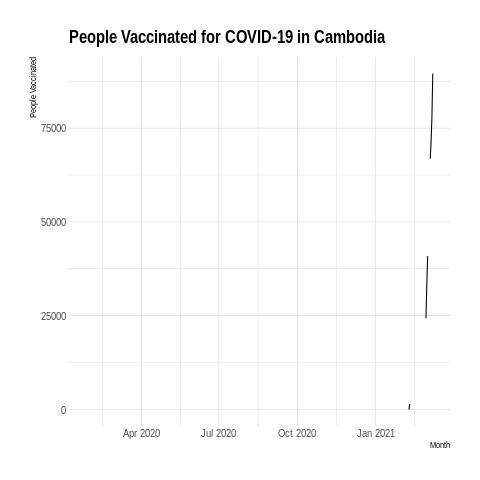 People Vaccinated for COVID-19 in Cambodia
People Vaccinated
75000
50000
25000
0
Apr 2020 Jul 2020 Oct 2020 Jan 2021
Month